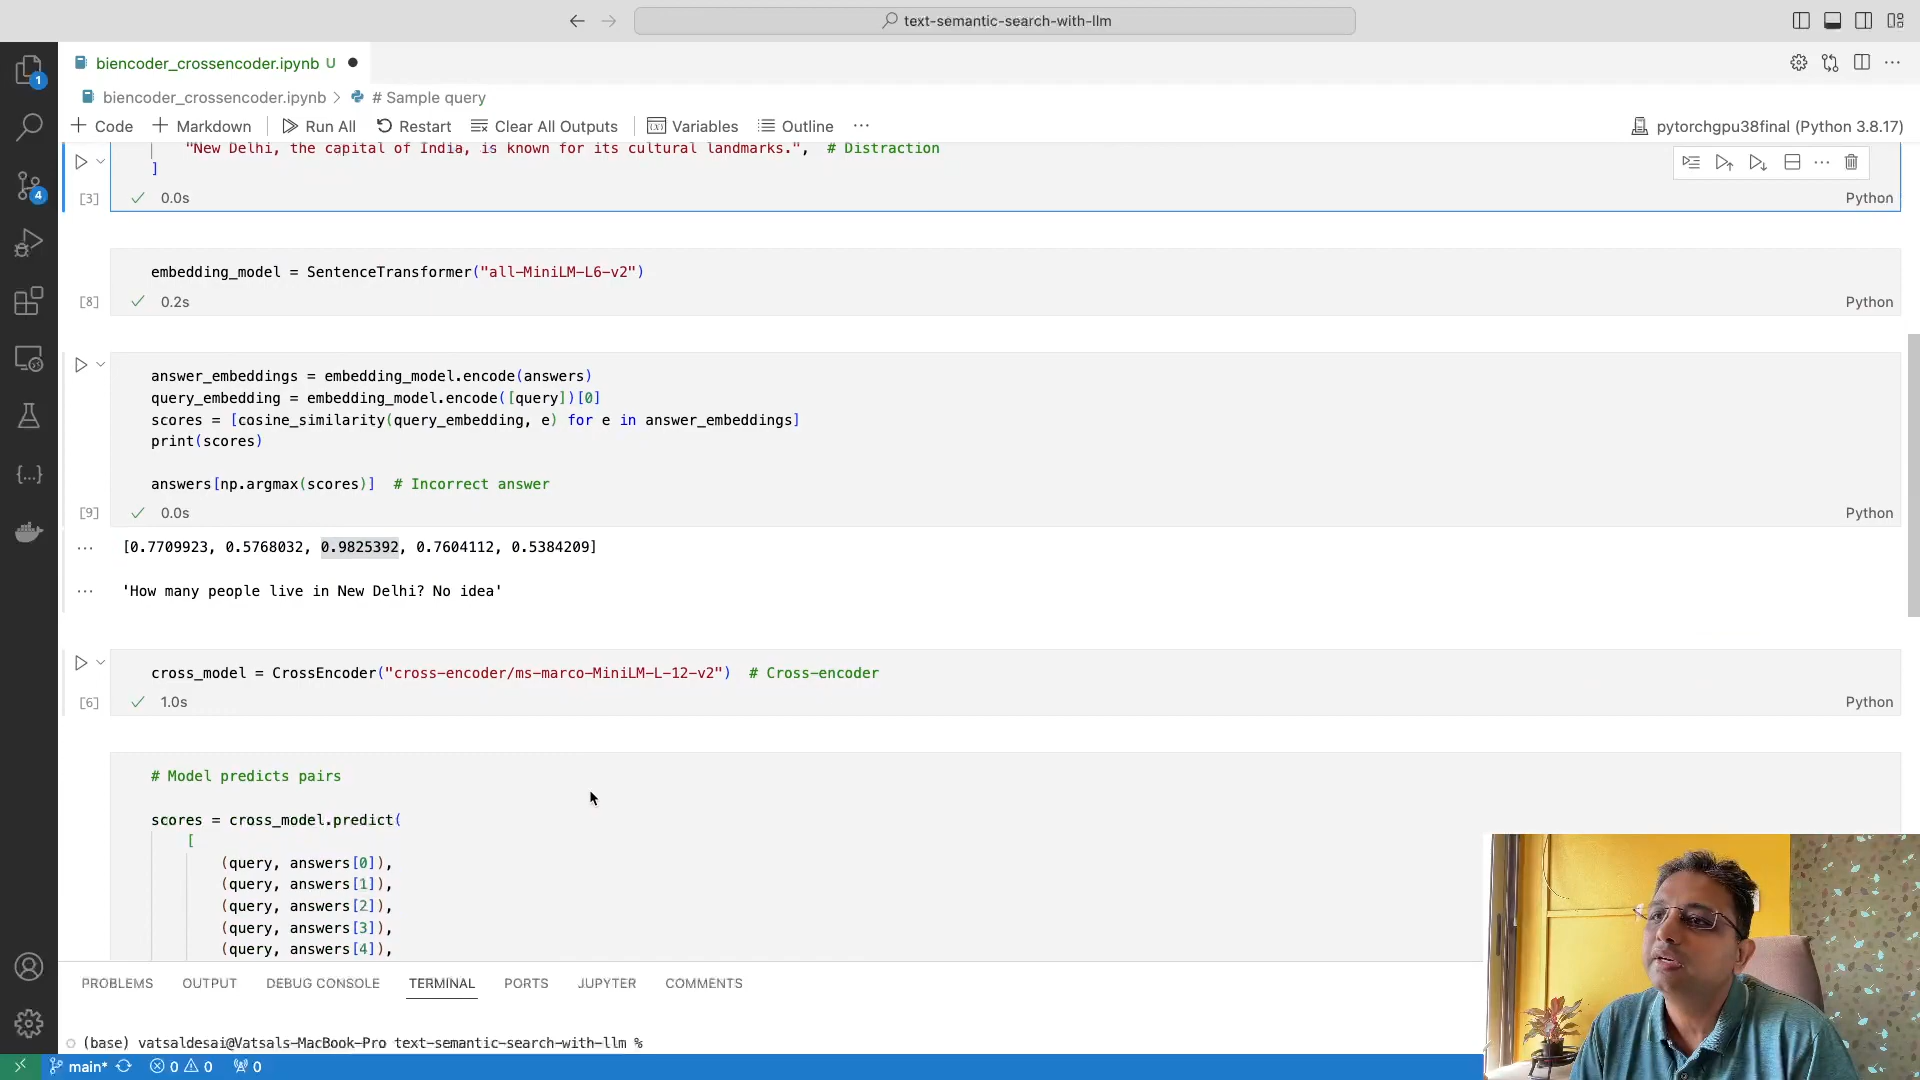 text-semantic-search-with-llm
1
biencoder_crossencoder.ipynb U
biencoder_crossencoder.ipynb > # Sample query
+ Code + Markdown Run All Restart Clear All Outputs Variables Outline ...
pytorchgpu38final (Python 3.8.17)
"New Delhi, the capital of India, is known for its cultural landmarks.", # Distraction
]
[3] 0.0s Python
4
embedding_model = SentenceTransformer("all-MiniLM-L6-v2")
[8] 0.2s Python
answer_embeddings = embedding_model.encode(answers)
query_embedding = embedding_model.encode([query])[0]
scores = [cosine_similarity(query_embedding, e) for e in answer_embeddings]
print(scores)
answers[np.argmax(scores)] # Incorrect answer
[9] 0.0s Python
... [0.7709923, 0.5768032, 0.9825392, 0.7604112, 0.5384209]
... 'How many people live in New Delhi? No idea'
cross_model = CrossEncoder("cross-encoder/ms-marco-MiniLM-L-12-v2") # Cross-encoder
[6] 1.0s Python
# Model predicts pairs
scores = cross_model.predict(
[
(query, answers[0]),
(query, answers[1]),
(query, answers[2]),
(query, answers[3]),
(query, answers[4]),
PROBLEMS OUTPUT DEBUG CONSOLE TERMINAL PORTS JUPYTER COMMENTS
(base) vatsaldesai@Vatsals-MacBook-Pro text-semantic-search-with-llm %
main* 0 0 0